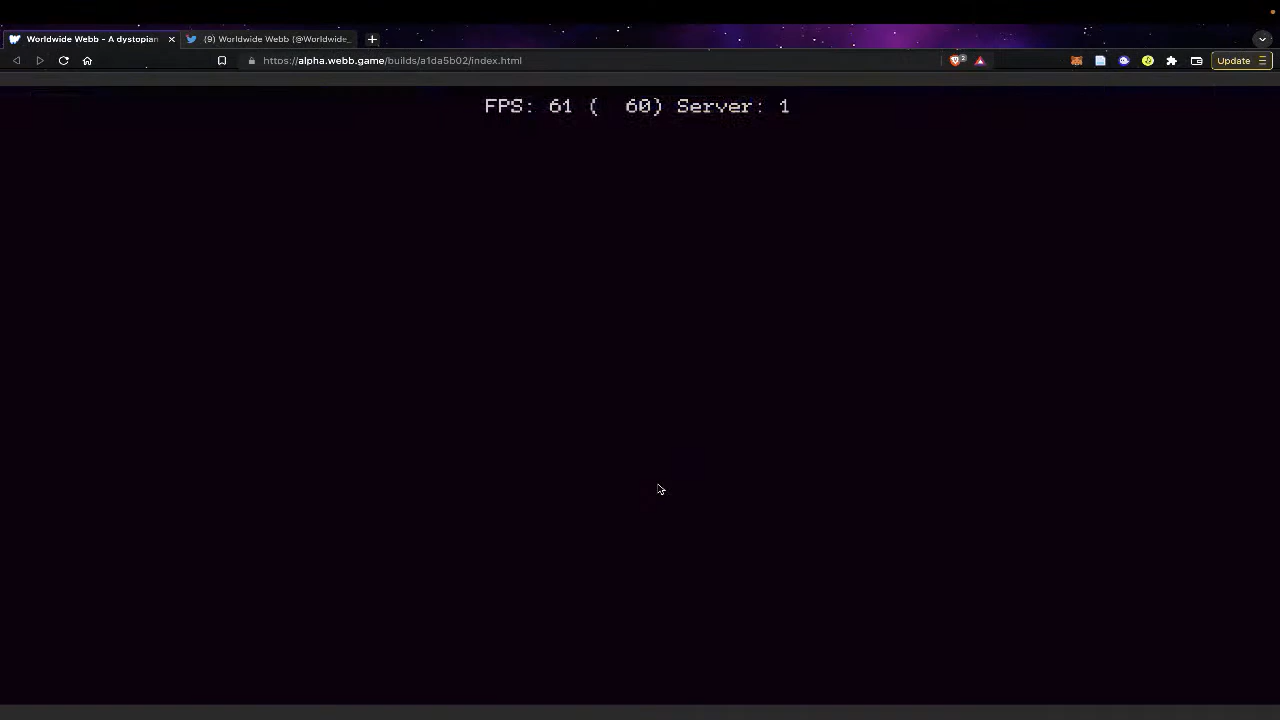 Worldwide Webb - A dystopian
(9) Worldwide Webb (@Worldwide_
https://alpha.webb.game/builds/a1da5b02/index.html
2
Update
FPS: 61 ( 60) Server: 1